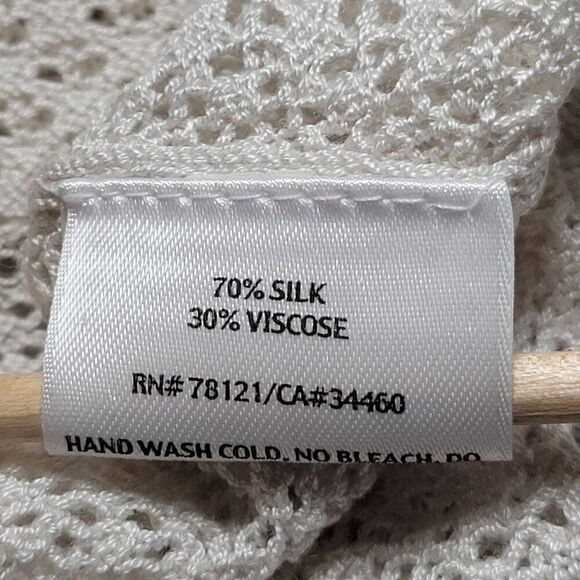 70% SILK
30% VISCOSE
RN# 78121/CA#34460
HAND WASH COLD, NO BLEACH, DO